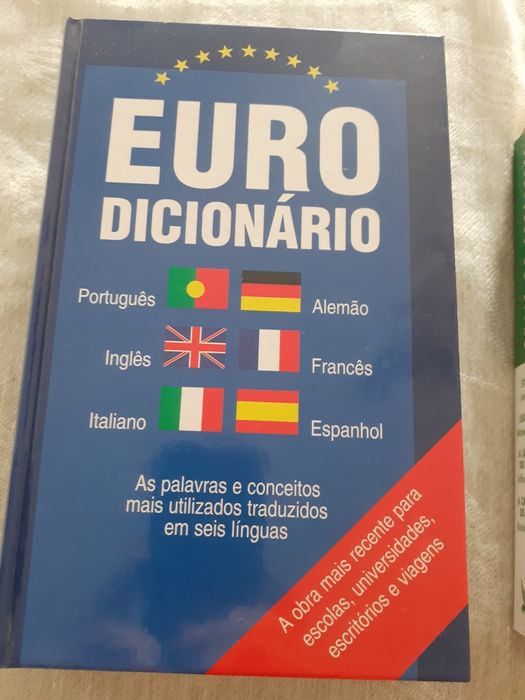 EURO
DICIONÁRIO
Português
Alemão
Inglês
Francês
Italiano
Espanhol
As palavras e conceitos
mais utilizados traduzidos
em seis línguas
A obra mais recente para
escolas, universidades,
escritórios e viagens